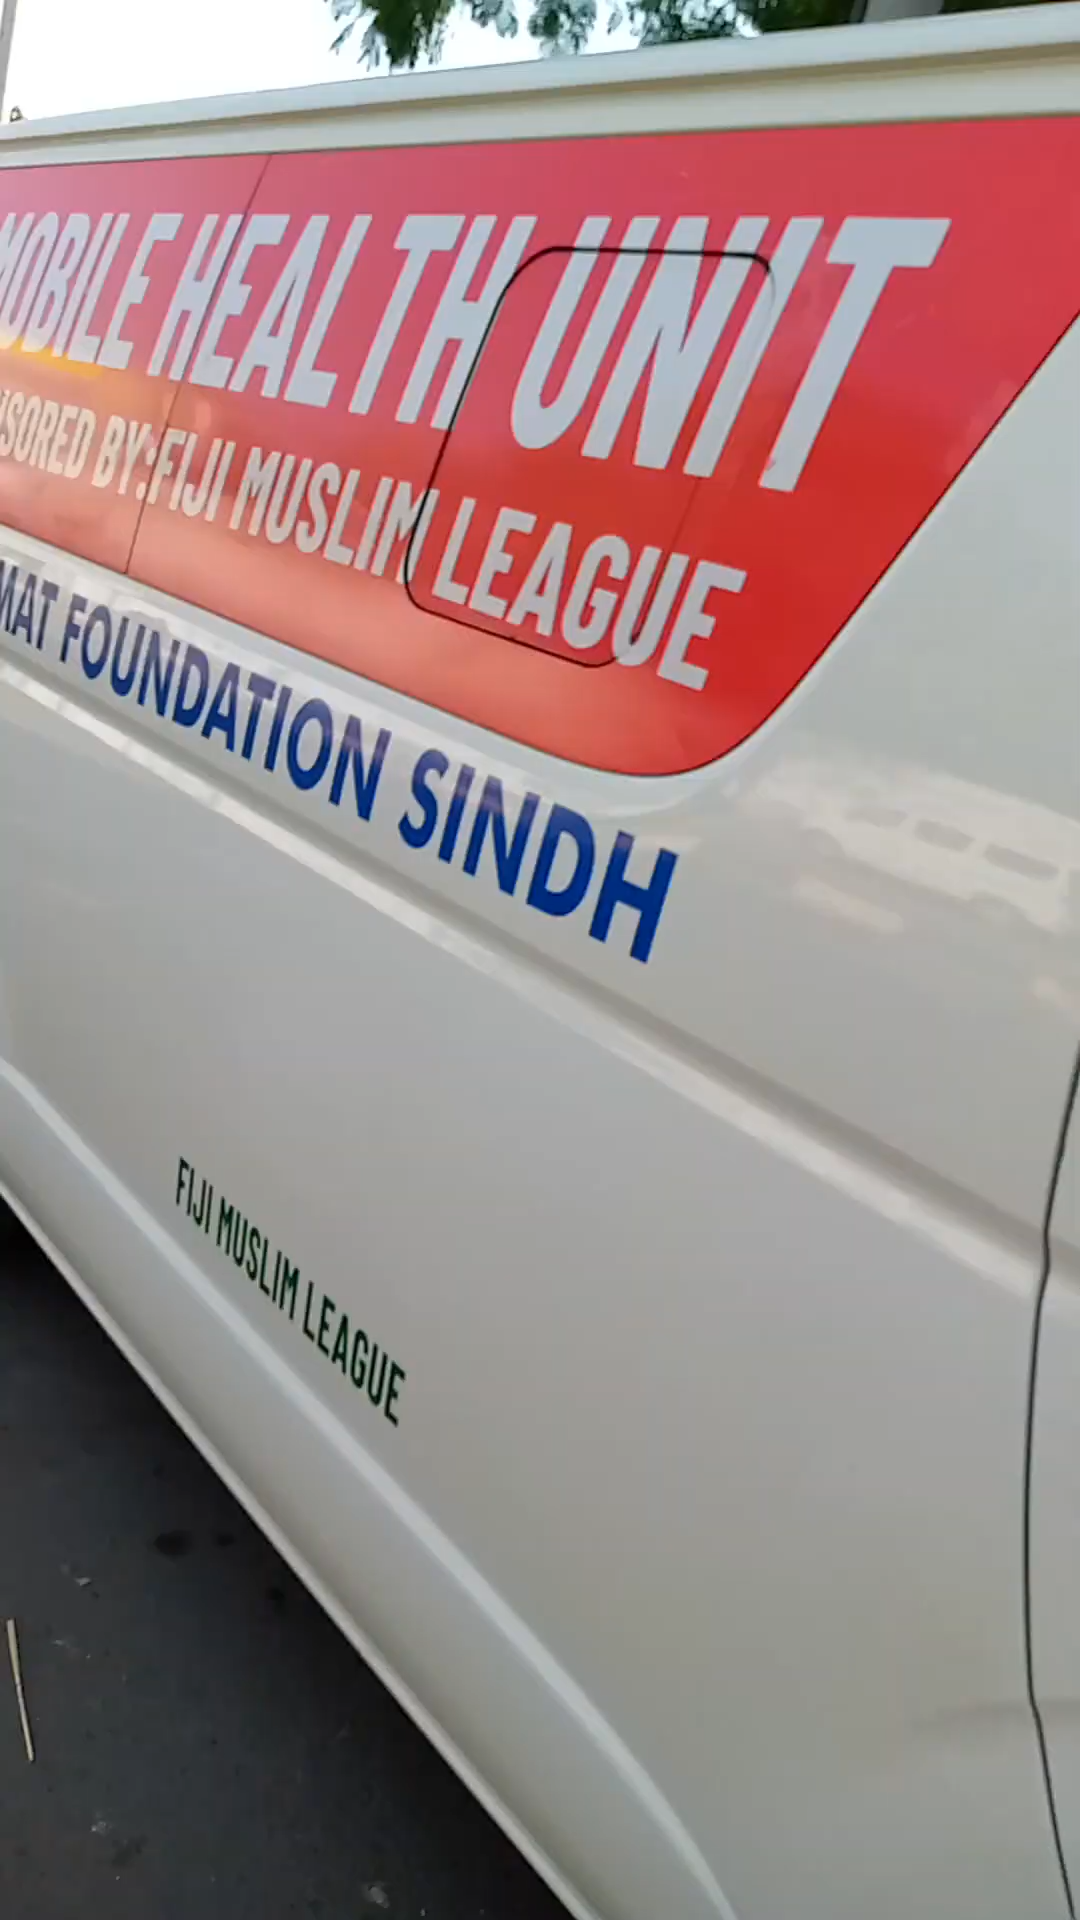 MOBILE HEALTH UNIT
SORED BY:FIJI MUSLIM LEAGUE
MAT FOUNDATION SINDH
FIJI MUSLIM LEAGUE